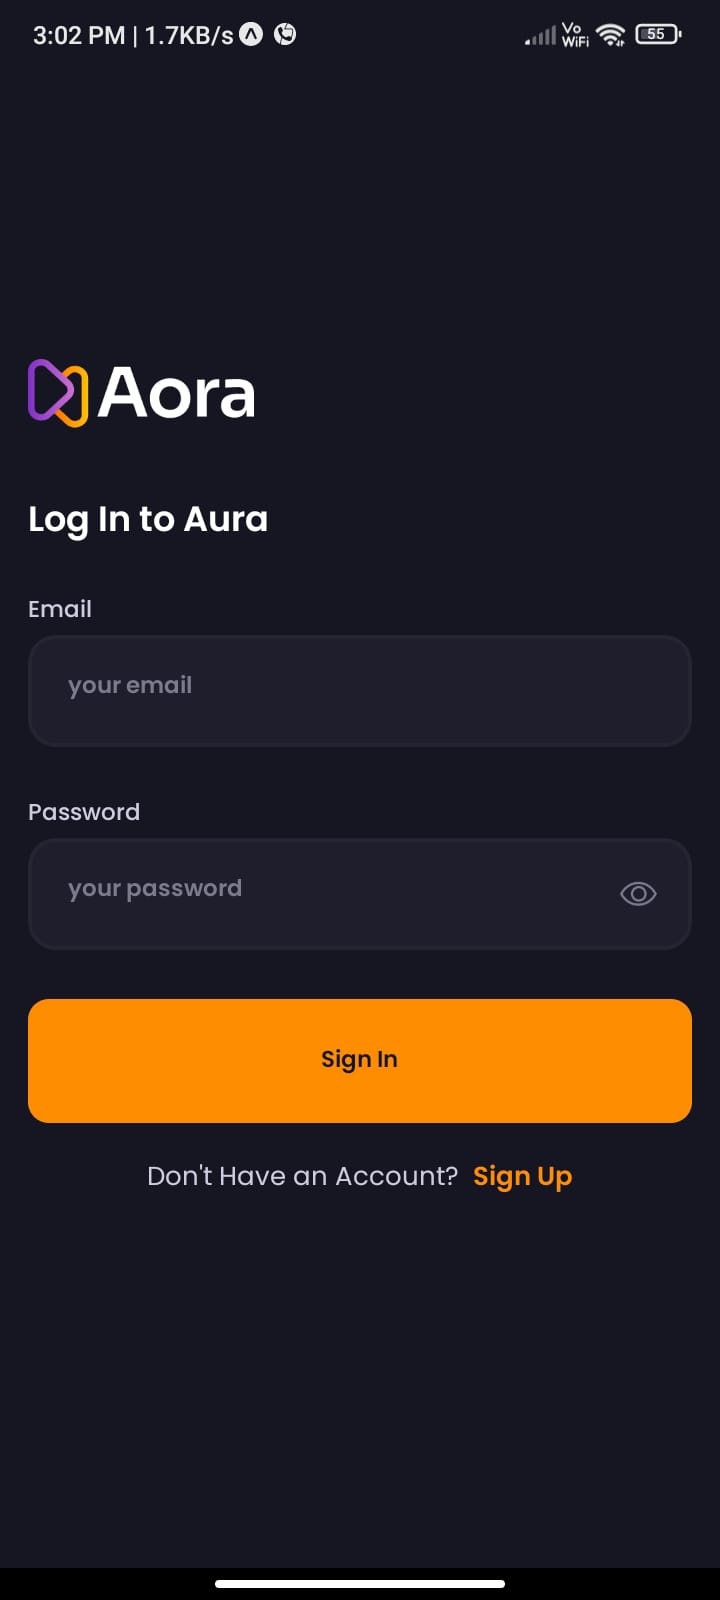 3:02 PM | 1.7KB/s Vo WiFi 55
Aora
Log In to Aura
Email
your email
Password
your password
Sign In
Don't Have an Account? Sign Up